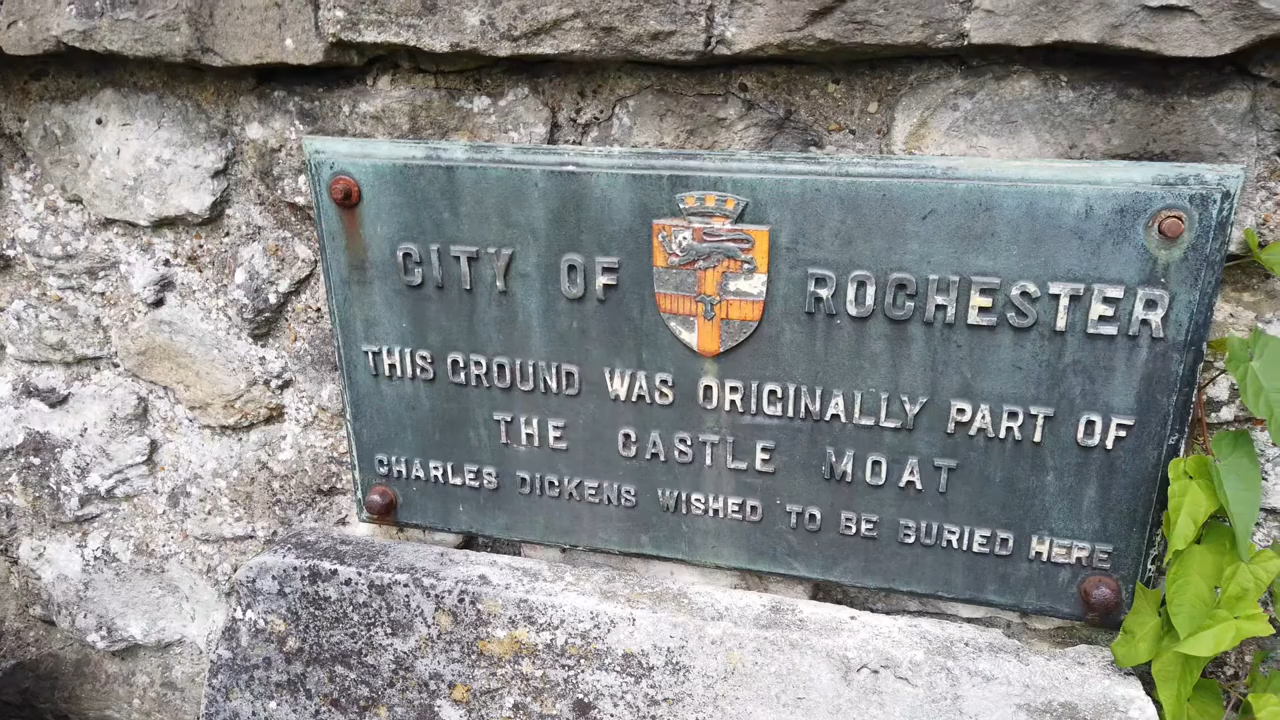 CITY OF ROCHESTER
THIS GROUND WAS ORIGINALLY PART OF
THE CASTLE MOAT
CHARLES DICKENS WISHED TO BE BURIED HERE